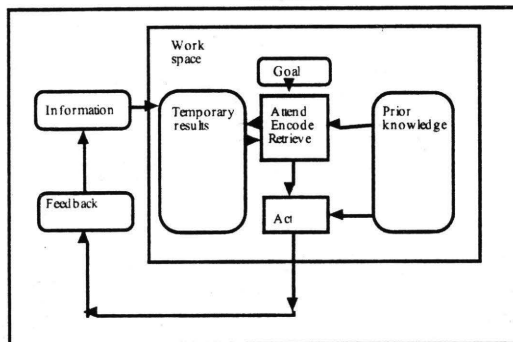 Work
space
Goal
Information
Temporary
results
Attend
Encode
Retrieve
Prior
knowledge
Feedback
Act